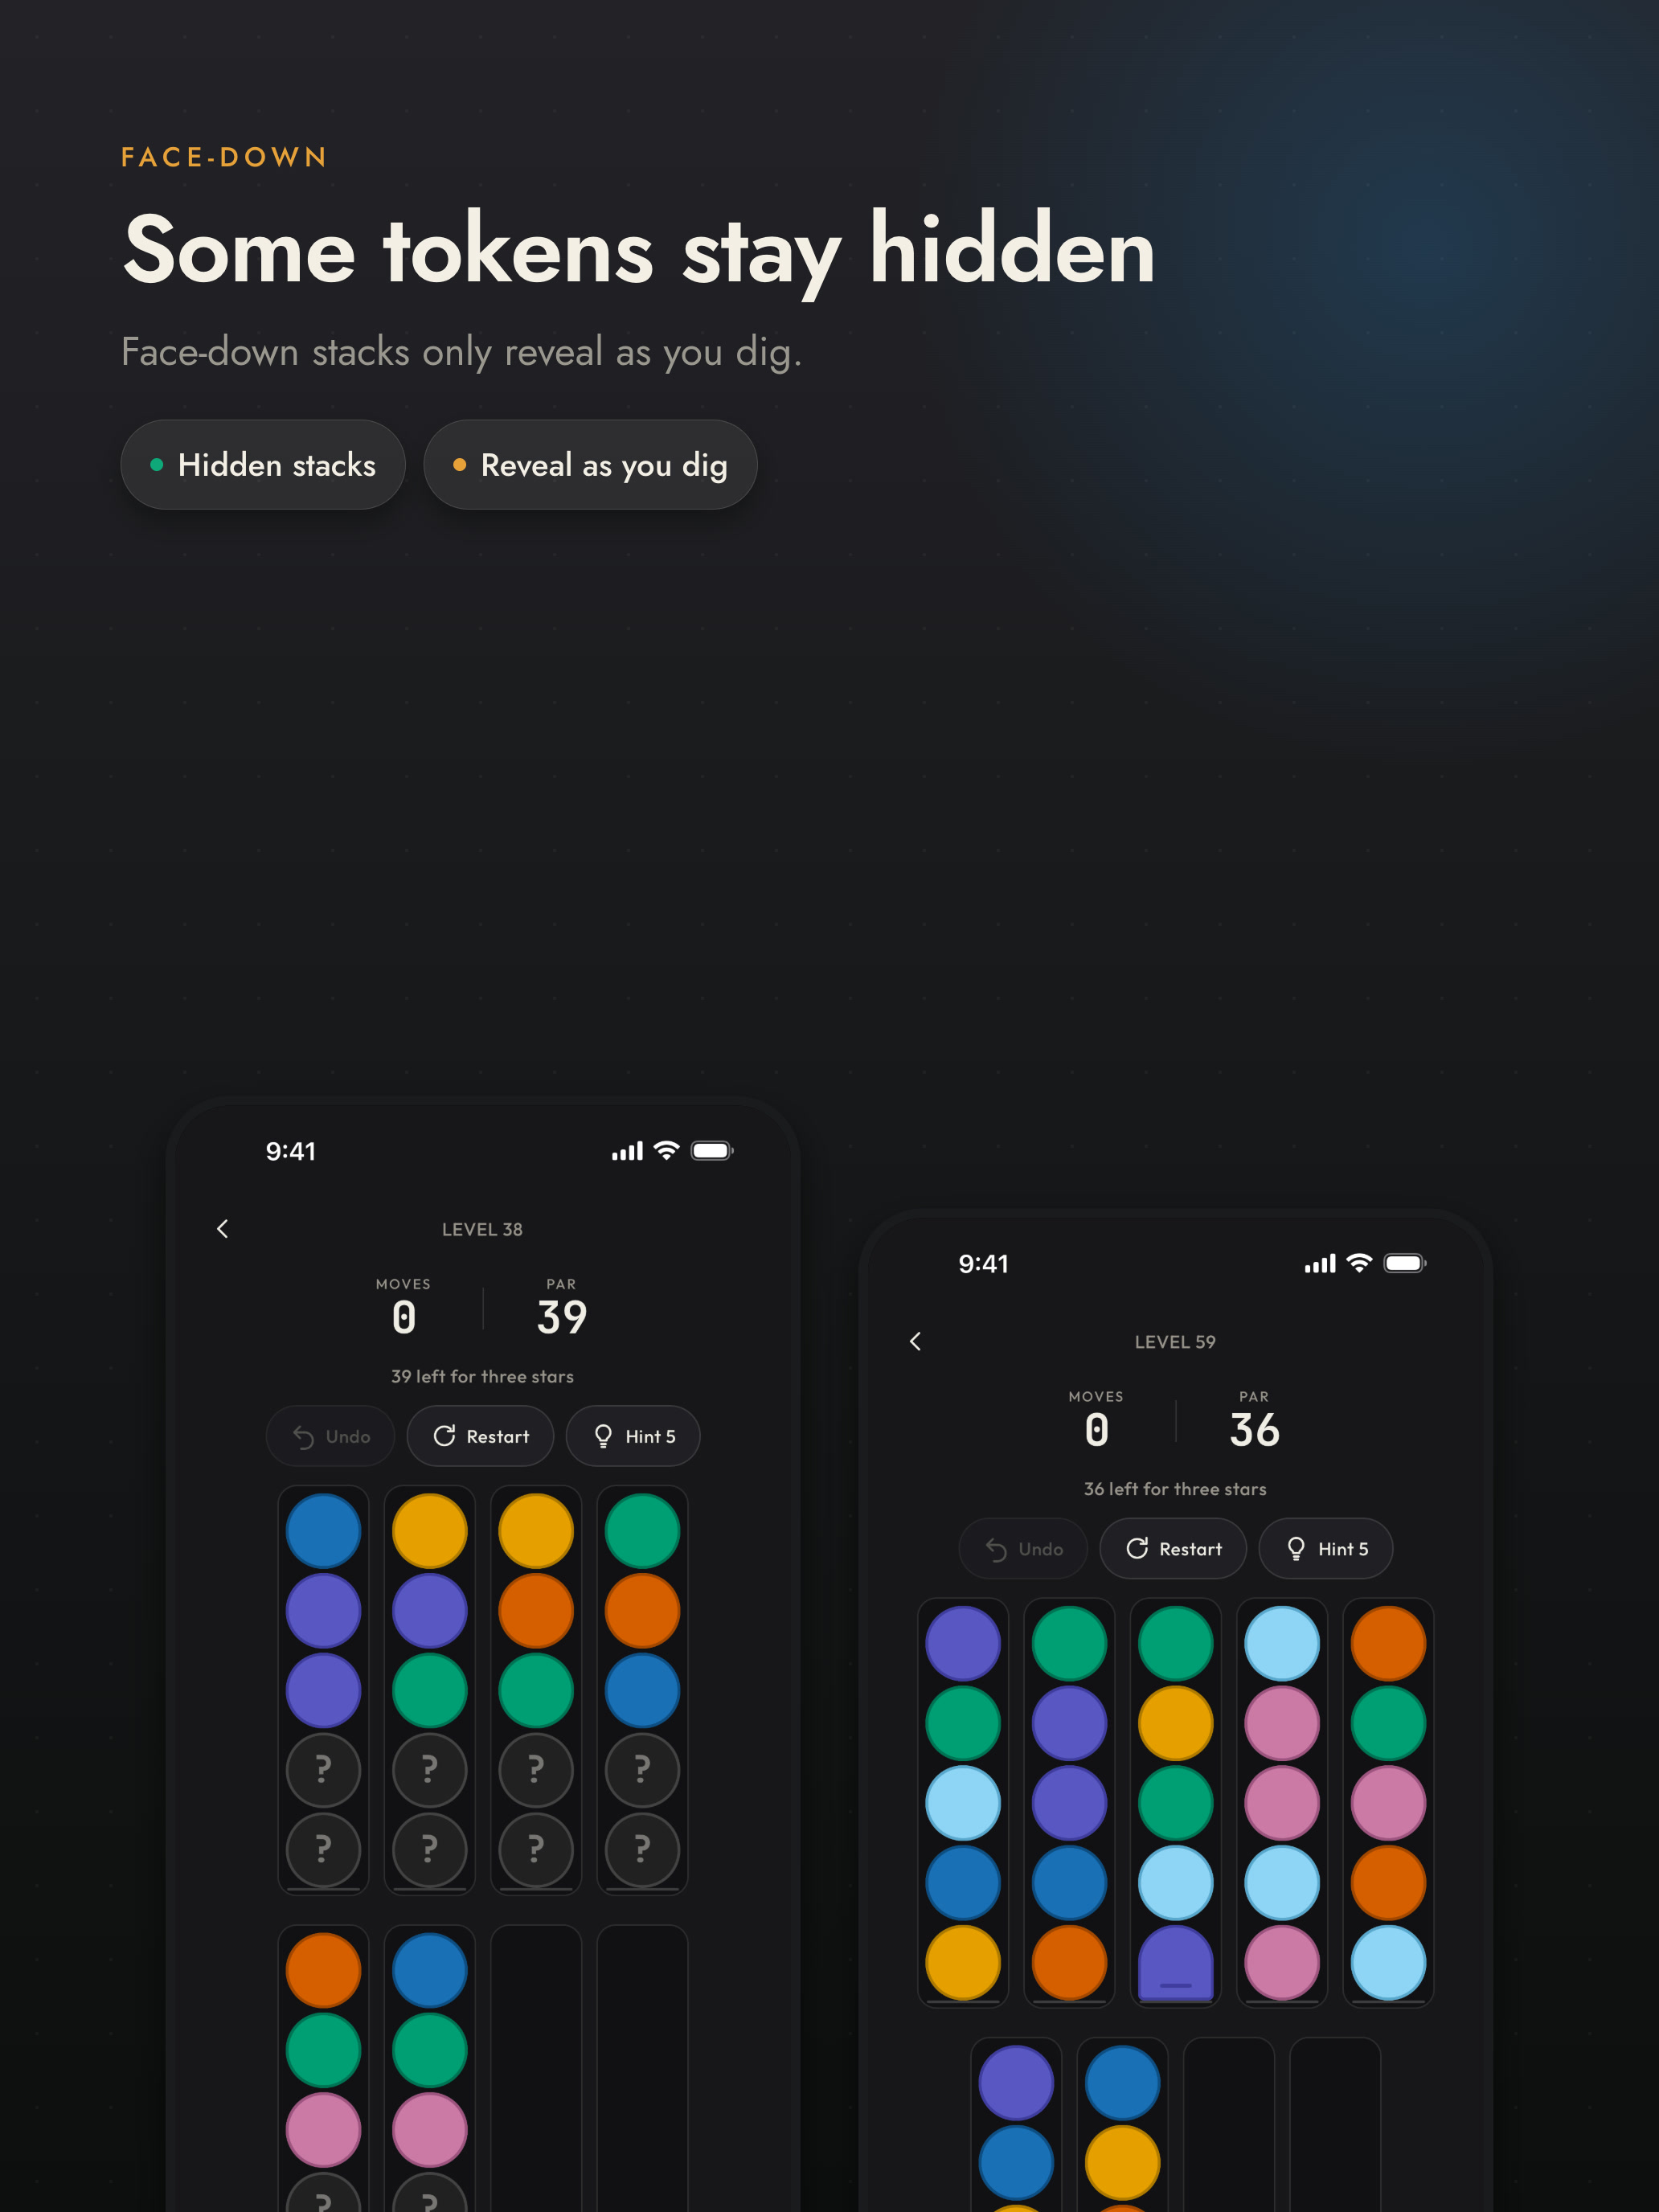 FACE-DOWN
Some tokens stay hidden
Face-down stacks only reveal as you dig.
Hidden stacks
Reveal as you dig
9:41
LEVEL 38
MOVES
0
PAR
39
39 left for three stars
Undo
Restart
Hint 5
? ? ? ?
? ? ? ?
? ?
9:41
LEVEL 59
MOVES
0
PAR
36
36 left for three stars
Undo
Restart
Hint 5